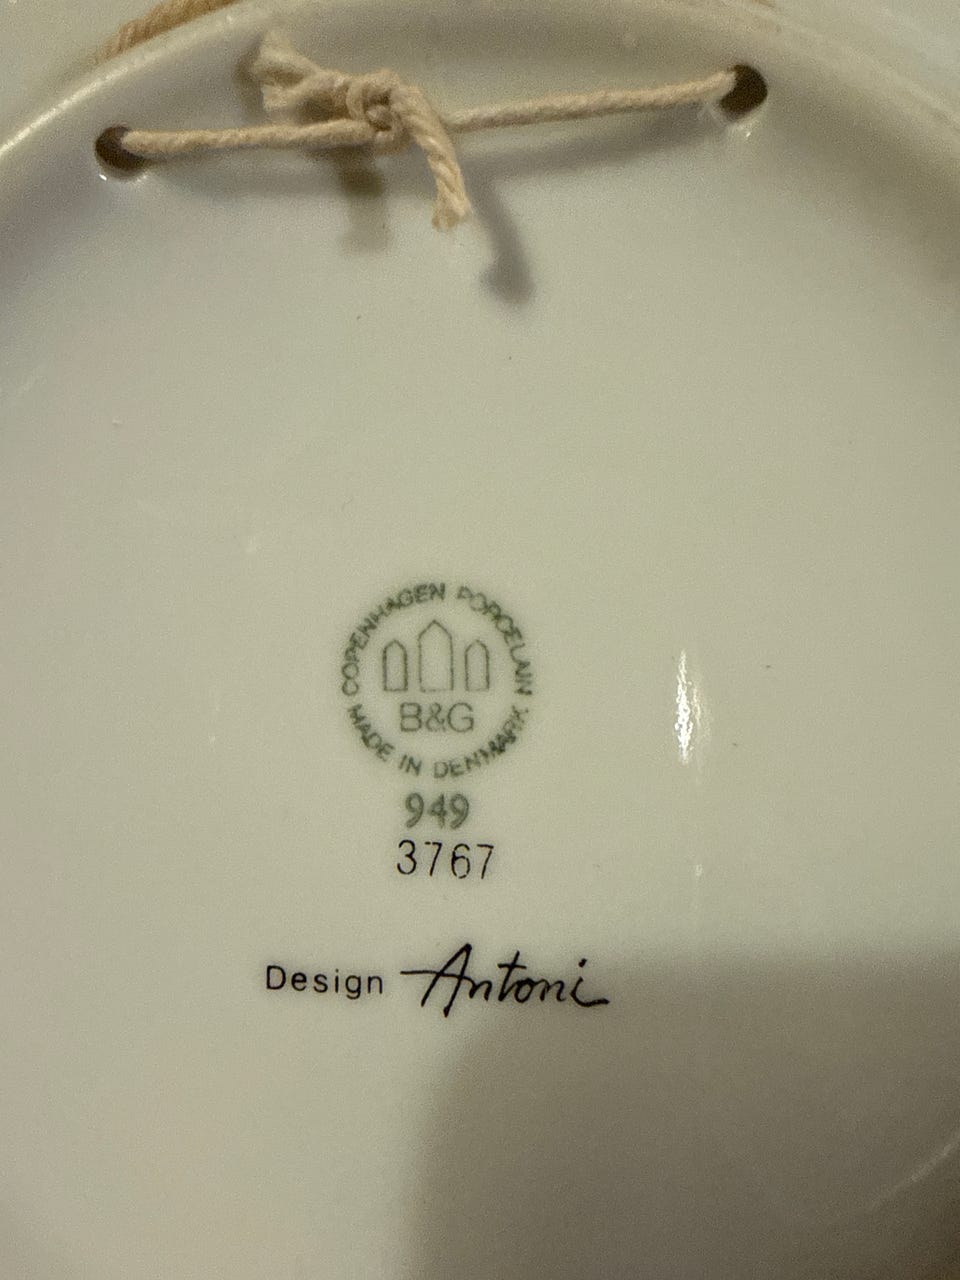 COPENHAGEN PORCELAIN
B&G
MADE IN DENMARK
949
3767
Design Antoni